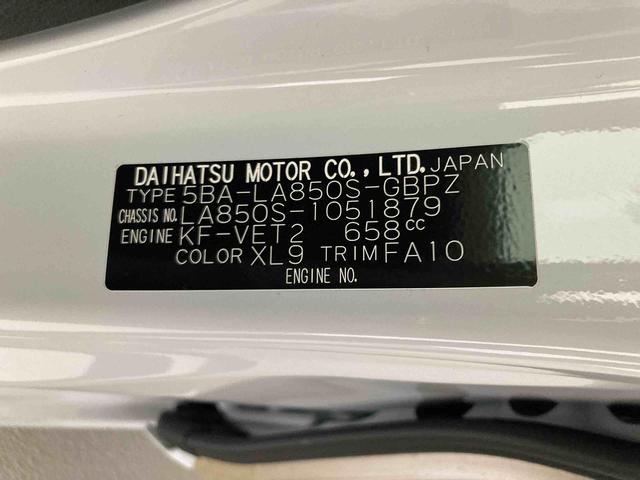 DAIHATSU MOTOR CO., LTD. JAPAN
TYPE 5BA-LA850S-GBPZ
CHASSIS NO. LA850S-1051879
ENGINE KF-VET2 658cc
COLOR XL9 TRIM FA10
ENGINE NO.